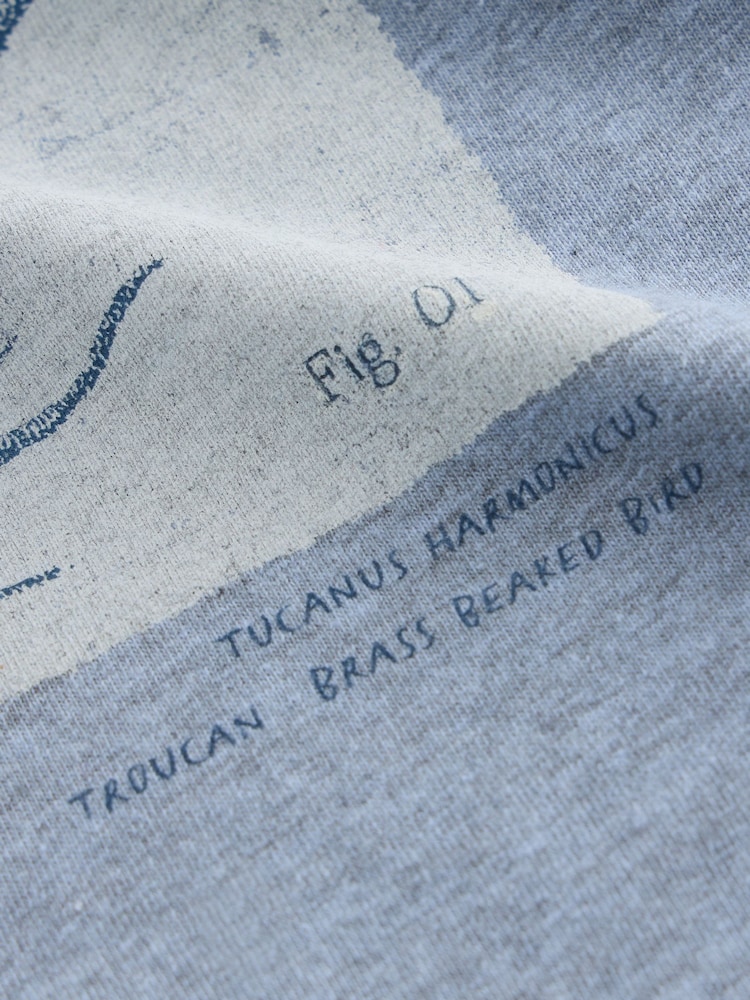 Fig. 01
TUCANUS HARMONICUS
TROUCAN BRASS BEAKED BIRD